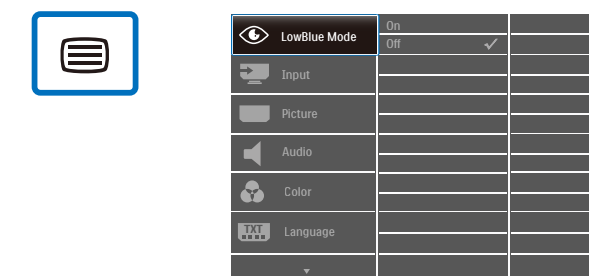 LowBlue Mode
On
Off
Input
Picture
Audio
Color
TXT
Language